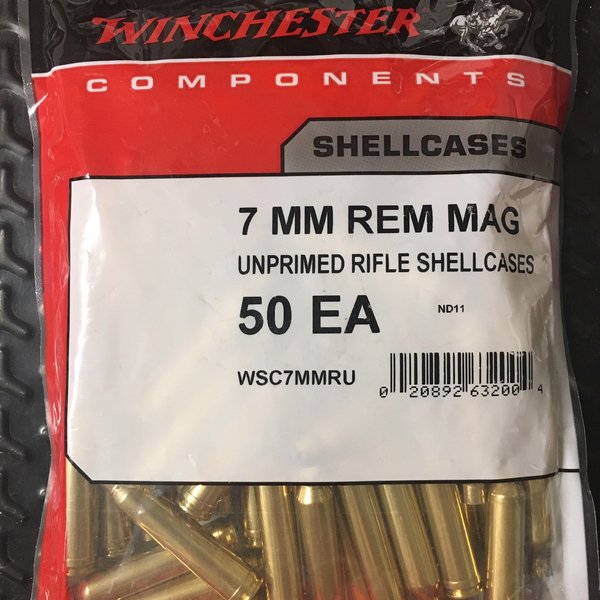 WINCHESTER
COMPONENTS
SHELLCASES
7 MM REM MAG
UNPRIMED RIFLE SHELLCASES
50 EA
ND11
WSC7MMRU
0 20892 63200 4